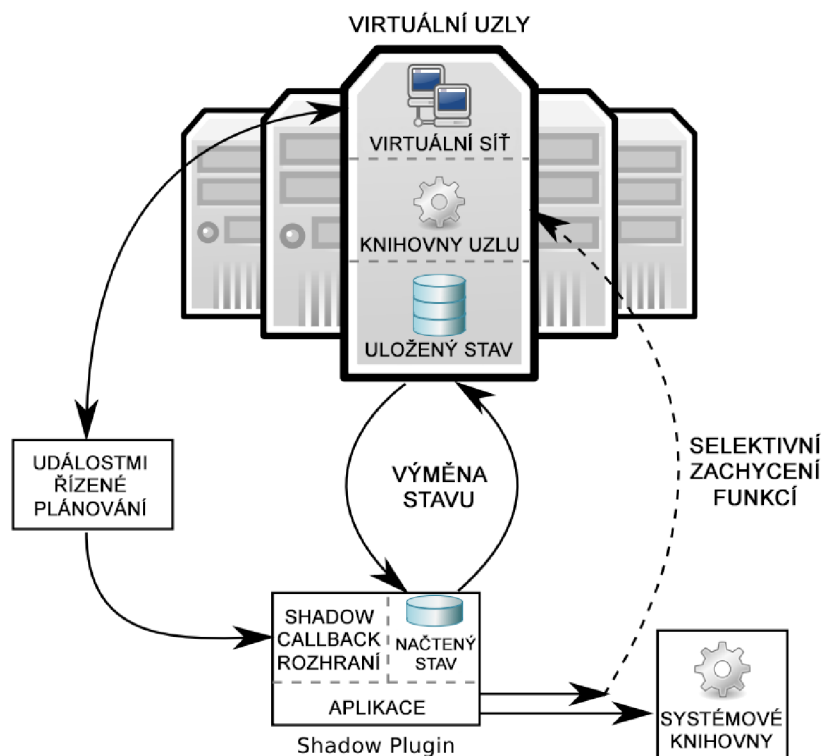 VIRTUÁLNÍ UZLY
VIRTUÁLNÍ SÍŤ
KNIHOVNY UZLU
ULOŽENÝ STAV
UDÁLOSTMI
ŘÍZENÉ
PLÁNOVÁNÍ
VÝMĚNA
STAVU
SELEKTIVNÍ
ZACHYCENÍ
FUNKCÍ
SHADOW
CALLBACK
ROZHRANÍ
NAČTENÝ
STAV
APLIKACE
Shadow Plugin
SYSTÉMOVÉ
KNIHOVNY